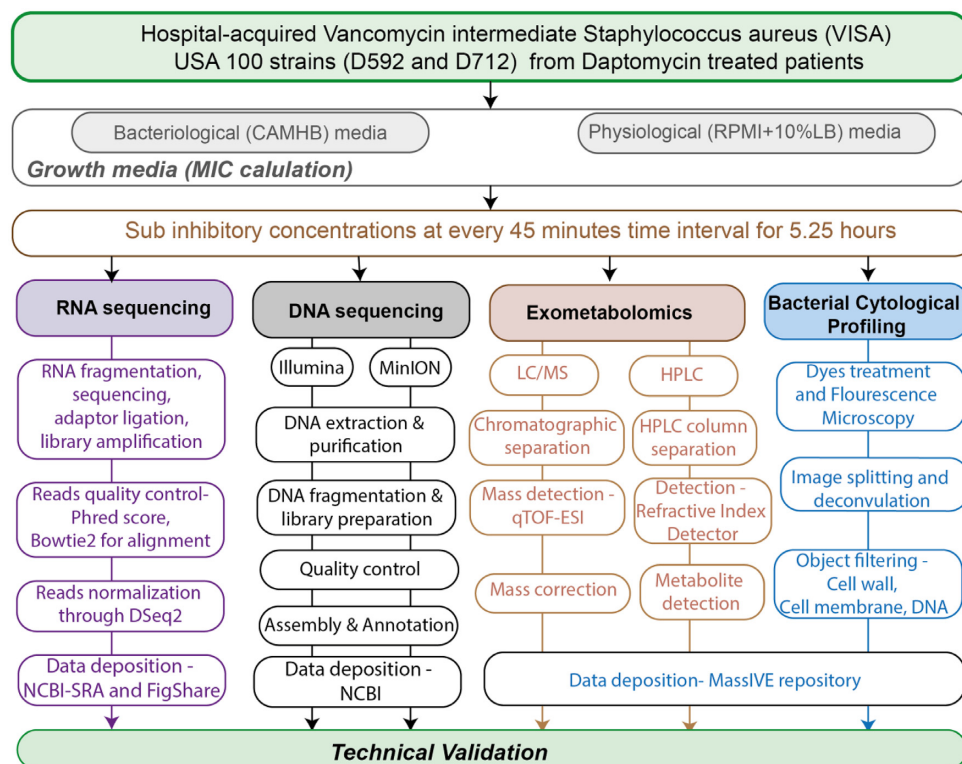 Hospital-acquired Vancomycin intermediate Staphylococcus aureus (VISA)
USA 100 strains (D592 and D712) from Daptomycin treated patients
Bacteriological (CAMHB) media
Physiological (RPMI+10%LB) media
Growth media (MIC calulation)
Sub inhibitory concentrations at every 45 minutes time interval for 5.25 hours
RNA sequencing
RNA fragmentation,
sequencing,
adaptor ligation,
library amplification
Reads quality control-
Phred score,
Bowtie2 for alignment
Reads normalization
through DSeq2
Data deposition -
NCBI-SRA and FigShare
DNA sequencing
Illumina
MinION
DNA extraction &
purification
DNA fragmentation &
library preparation
Quality control
Assembly & Annotation
Data deposition -
NCBI
Exometabolomics
LC/MS
Chromatographic
separation
Mass detection -
qTOF-ESI
Mass correction
HPLC
HPLC column
separation
Detection -
Refractive Index
Detector
Metabolite
detection
Bacterial Cytological
Profiling
Dyes treatment
and Flourescence
Microscopy
Image splitting and
deconvulation
Object filtering -
Cell wall,
Cell membrane, DNA
Data deposition- MassIVE repository
Technical Validation